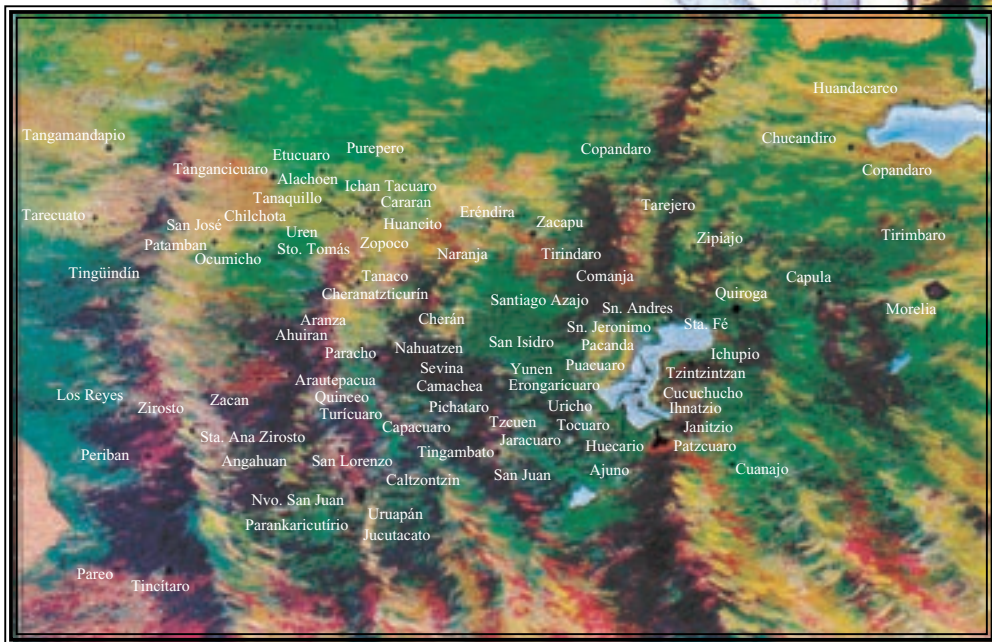 Huandacarco
Tangamandapio
Chucandiro
Purepero
Copandaro
Etucuaro
Copandaro
Tangancicuaro
Alachoen
Ichan Tacuaro
Tanaquillo
Cararan
Tarejero
Tarecuato
Chilchota
Eréndira
San José
Huancito
Zacapu
Uren
Tirimbaro
Patamban
Zopoco
Zipiajo
Sto. Tomás
Ocumicho
Naranja
Tirindaro
Tingüindín
Tanaco
Comanja
Capula
Cheranatzticurín
Quiroga
Santiago Azajo
Sn. Andres
Morelia
Aranza
Cherán
Sta. Fé
Ahuiran
Sn. Jeronimo
San Isidro
Pacanda
Nahuatzen
Paracho
Ichupio
Sevina
Yunen
Puacuaro
Tzintzintzan
Arautepacua
Camachea
Erongarícuaro
Los Reyes
Zacan
Quinceo
Cucuchucho
Zirosto
Pichataro
Uricho
Ihnatzio
Turícuaro
Capacuaro
Tzcuen
Tocuaro
Janitzio
Sta. Ana Zirosto
Jaracuaro
Huecario
Patzcuaro
Periban
Tingambato
Angahuan
San Lorenzo
Ajuno
Cuanajo
Caltzontzin
San Juan
Nvo. San Juan
Uruapán
Parankaricutírio
Jucutacato
Pareo
Tincítaro